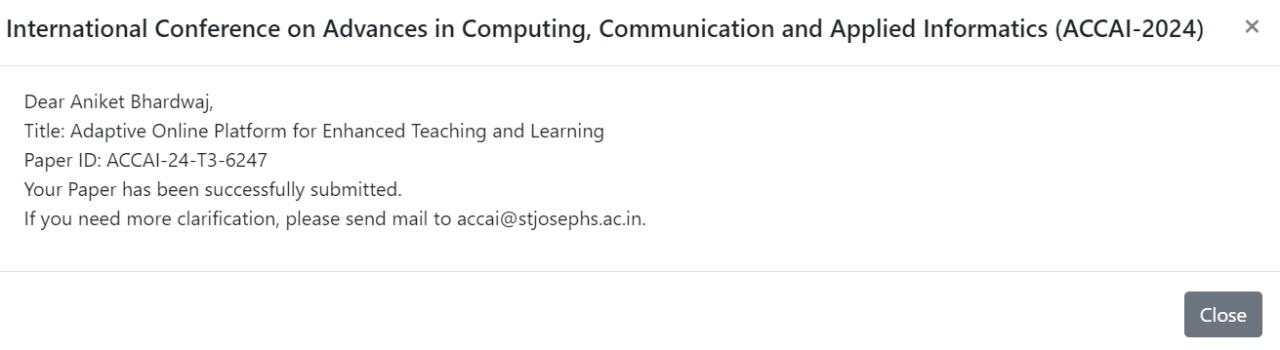 International Conference on Advances in Computing, Communication and Applied Informatics (ACCAI-2024) ×
Dear Aniket Bhardwaj,
Title: Adaptive Online Platform for Enhanced Teaching and Learning
Paper ID: ACCAI-24-T3-6247
Your Paper has been successfully submitted.
If you need more clarification, please send mail to accai@stjosephs.ac.in.
Close